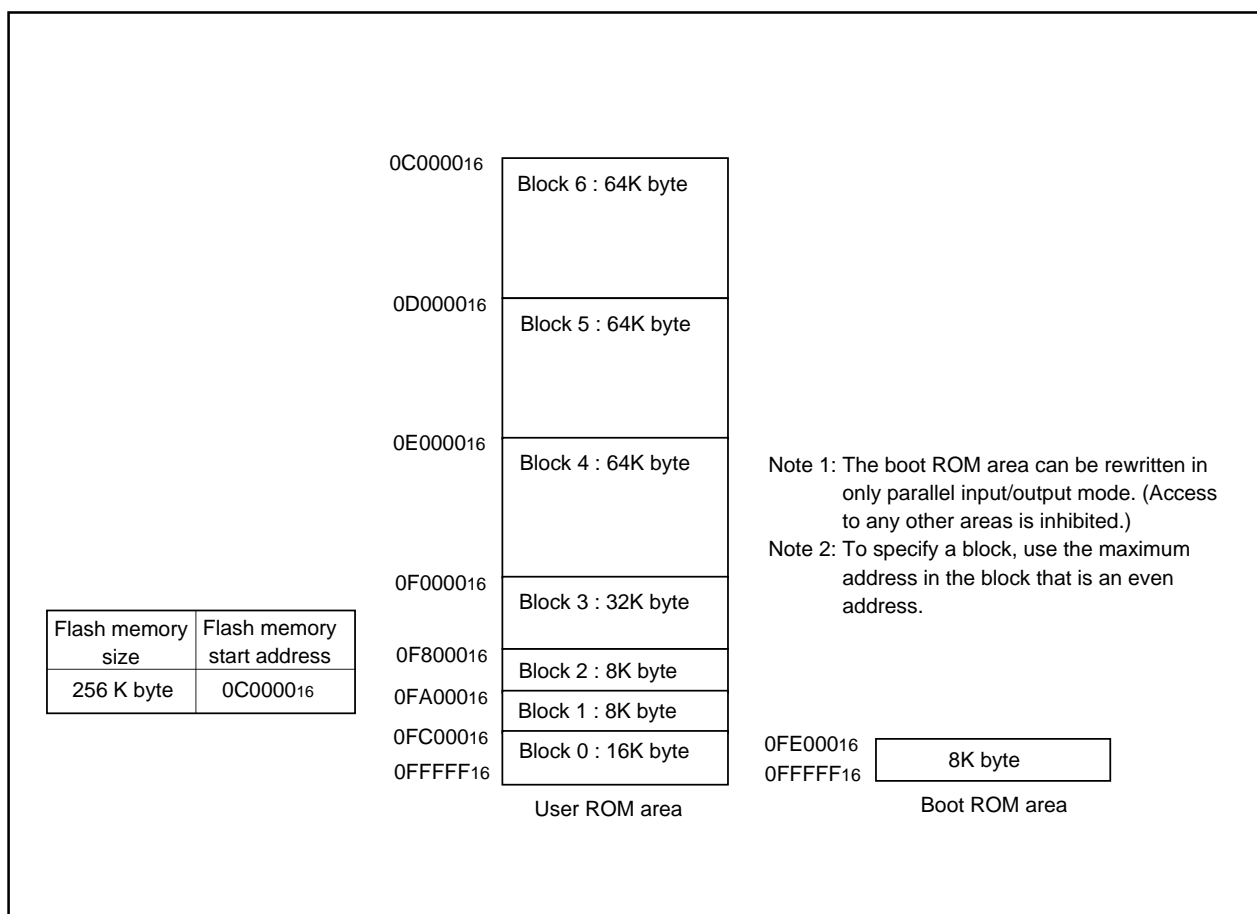 0C000016
Block 6 : 64K byte
0D000016
Block 5 : 64K byte
0E000016
Block 4 : 64K byte
0F000016
Block 3 : 32K byte
0F800016
Block 2 : 8K byte
0FA00016
Block 1 : 8K byte
0FC00016
Block 0 : 16K byte
0FFFFF16
User ROM area
Flash memory size
Flash memory start address
256 K byte
0C000016
Note 1: The boot ROM area can be rewritten in
only parallel input/output mode. (Access
to any other areas is inhibited.)
Note 2: To specify a block, use the maximum
address in the block that is an even
address.
0FE00016
8K byte
0FFFFF16
Boot ROM area